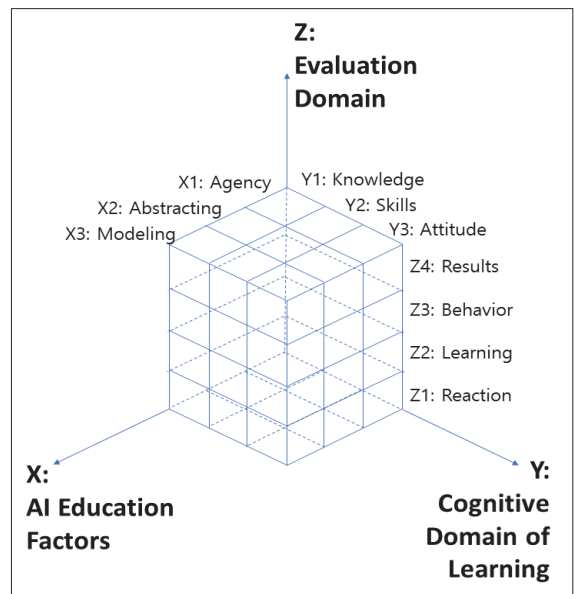 Z:
Evaluation
Domain
X1: Agency
Y1: Knowledge
X2: Abstracting
Y2: Skills
X3: Modeling
Y3: Attitude
Z4: Results
Z3: Behavior
Z2: Learning
Z1: Reaction
X:
AI Education
Factors
Y:
Cognitive
Domain of
Learning